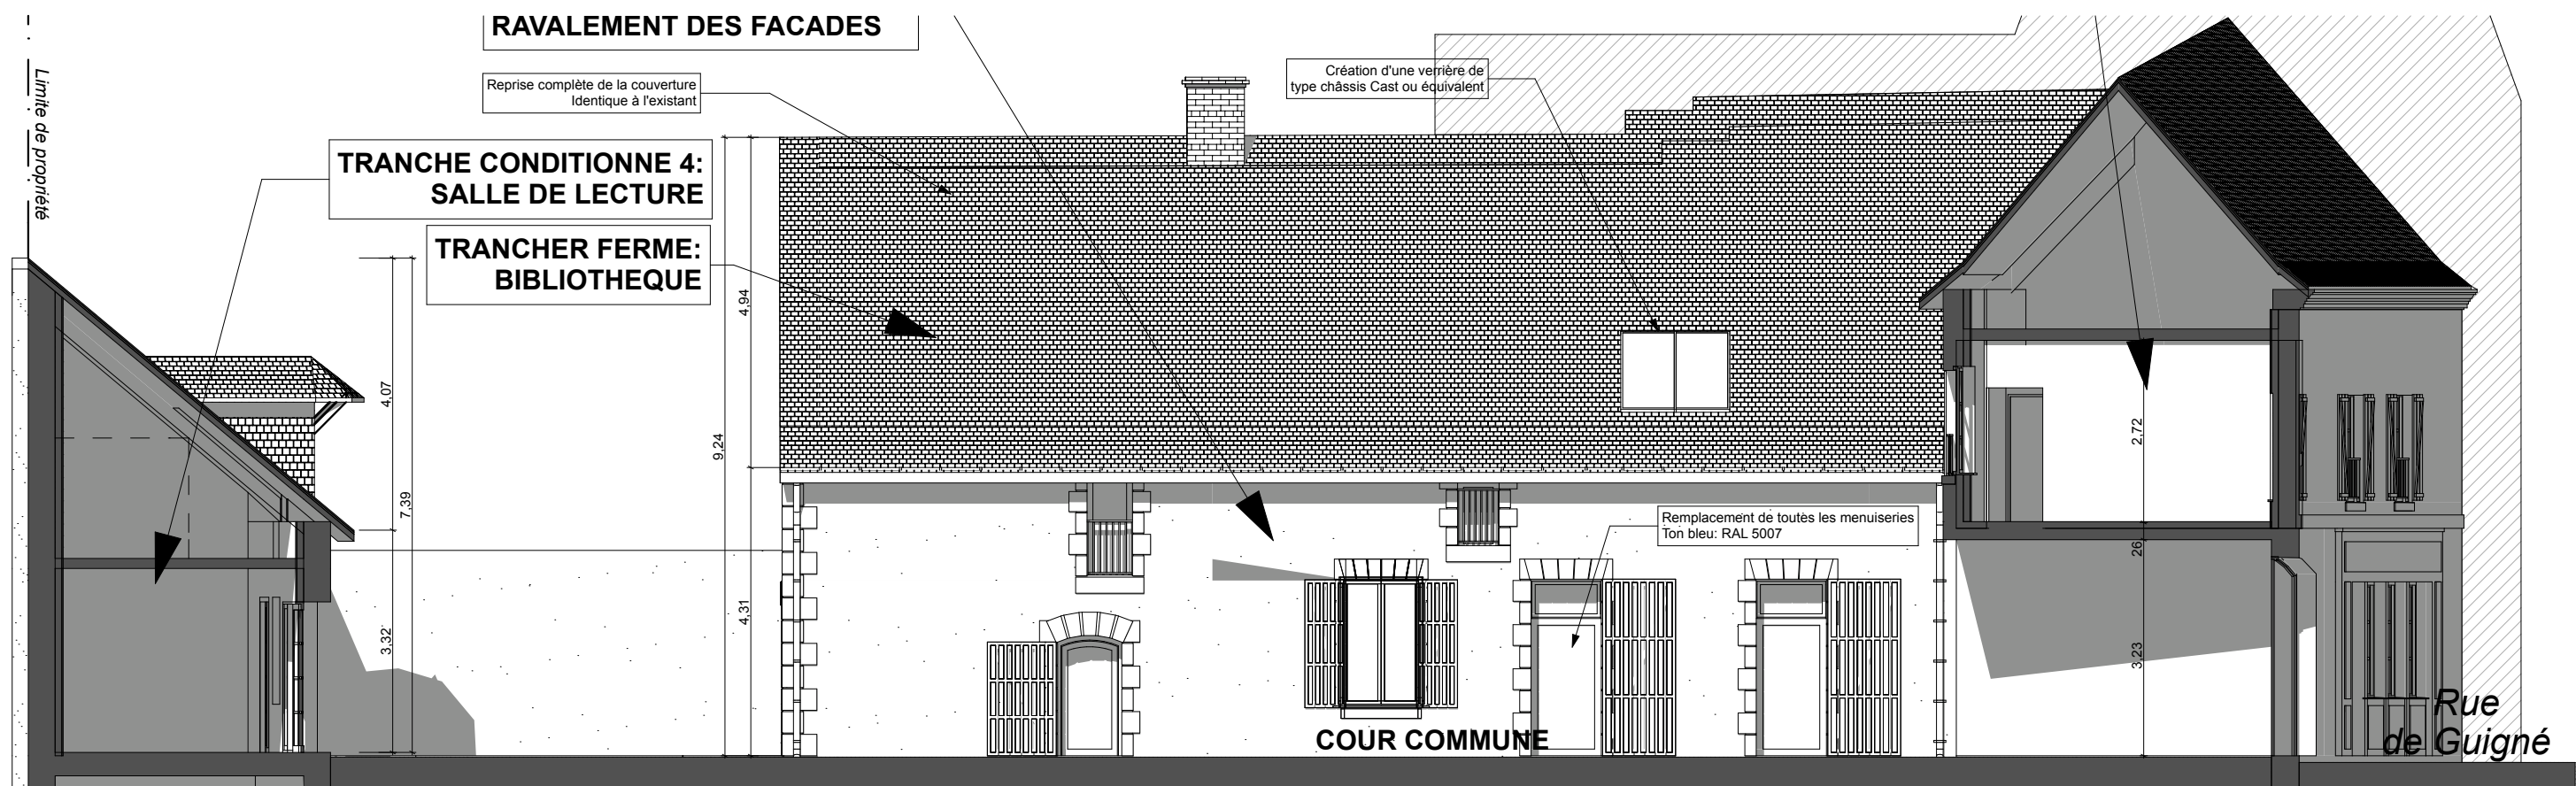 RAVALEMENT DES FACADES
Limite de propriété
Reprise complète de la couverture
Identique à l'existant
Création d'une verrière de
type châssis Cast ou équivalent
TRANCHE CONDITIONNE 4:
SALLE DE LECTURE
TRANCHER FERME:
BIBLIOTHEQUE
4,07
7,39
3,32
9,24
4,94
4,31
Remplacement de toutes les menuiseries
Ton bleu: RAL 5007
2,72
26
3,23
COUR COMMUNE
Rue
de Guigné